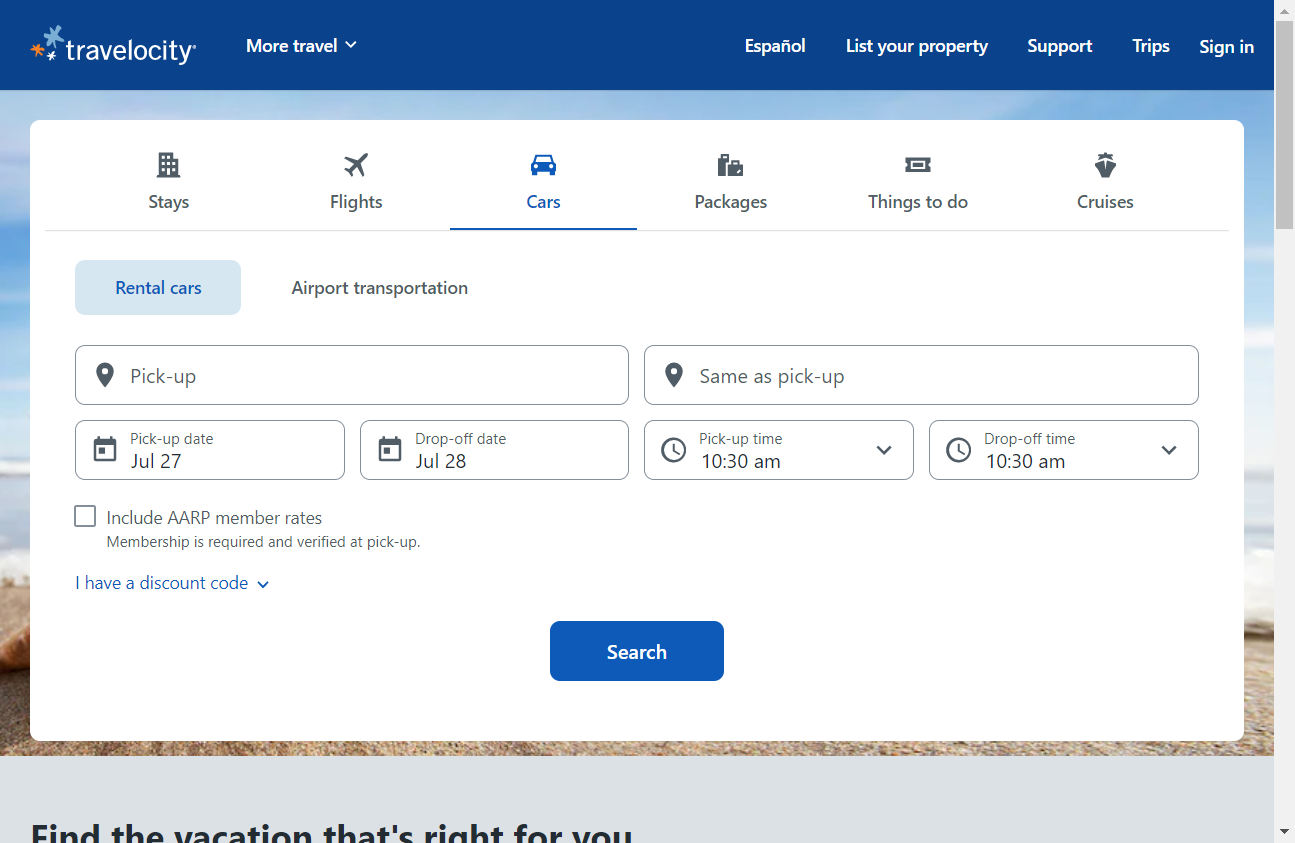 travelocity
More travel
Español
List your property
Support
Trips
Sign in
Stays
Flights
Cars
Packages
Things to do
Cruises
Rental cars
Airport transportation
Pick-up
Same as pick-up
Pick-up date
Jul 27
Drop-off date
Jul 28
Pick-up time
10:30 am
Drop-off time
10:30 am
Include AARP member rates
Membership is required and verified at pick-up.
I have a discount code
Search
Find the vacation that's right for you